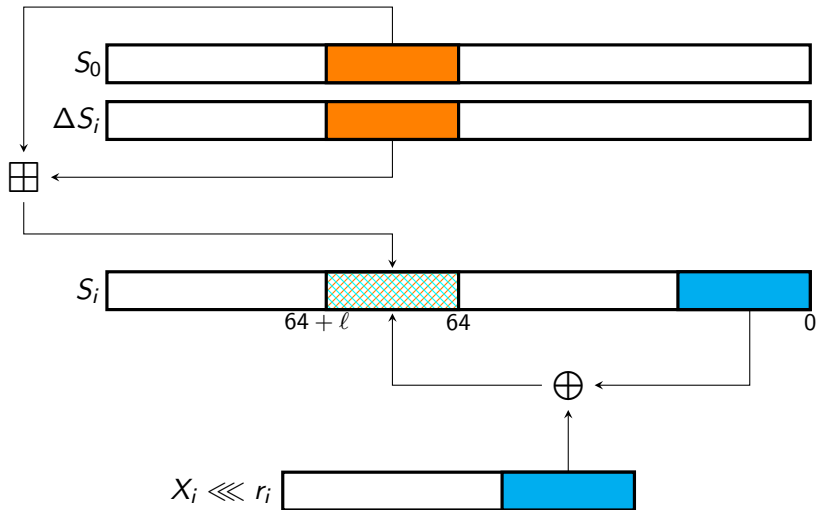 S₀
ΔSᵢ
Sᵢ
64 + ℓ 64 0
Xᵢ ⋘ rᵢ